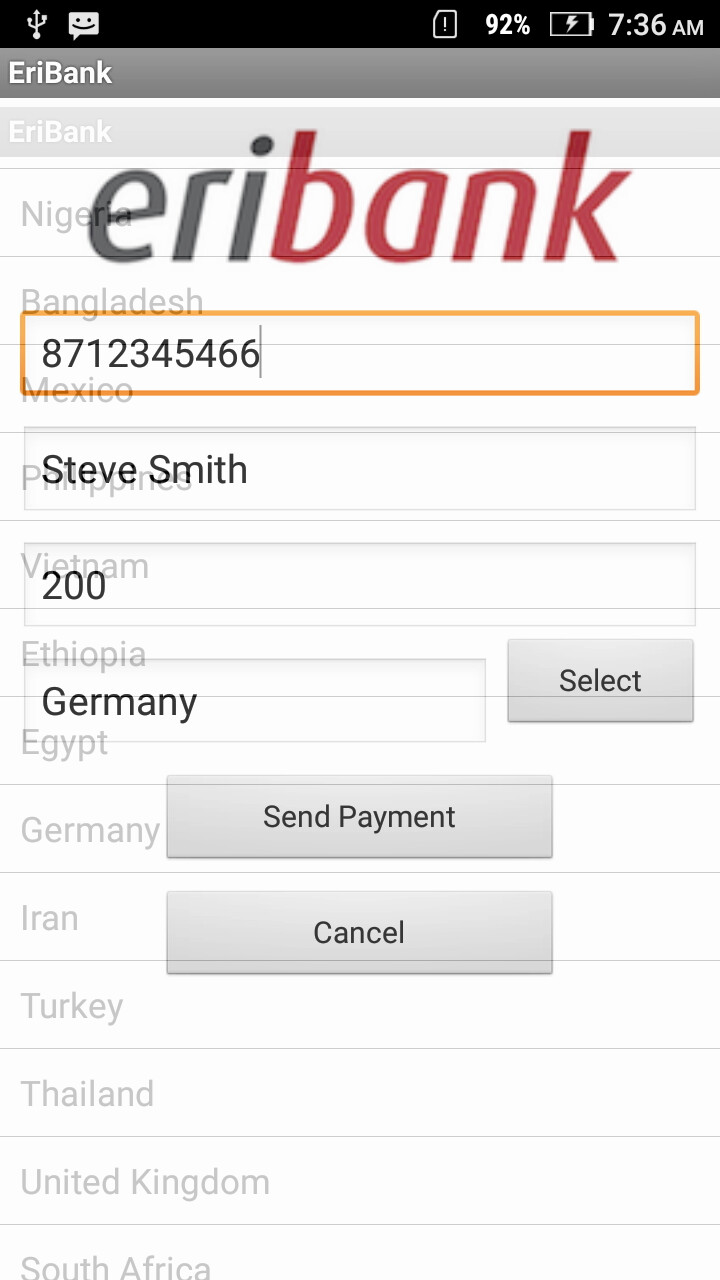 92% 7:36 AM
EriBank
EriBank
eribank
Nigeria
Bangladesh
8712345466
Mexico
Steve Smith
Philippines
Vietnam
200
Ethiopia
Select
Germany
Egypt
Send Payment
Germany
Iran
Cancel
Turkey
Thailand
United Kingdom
South Africa